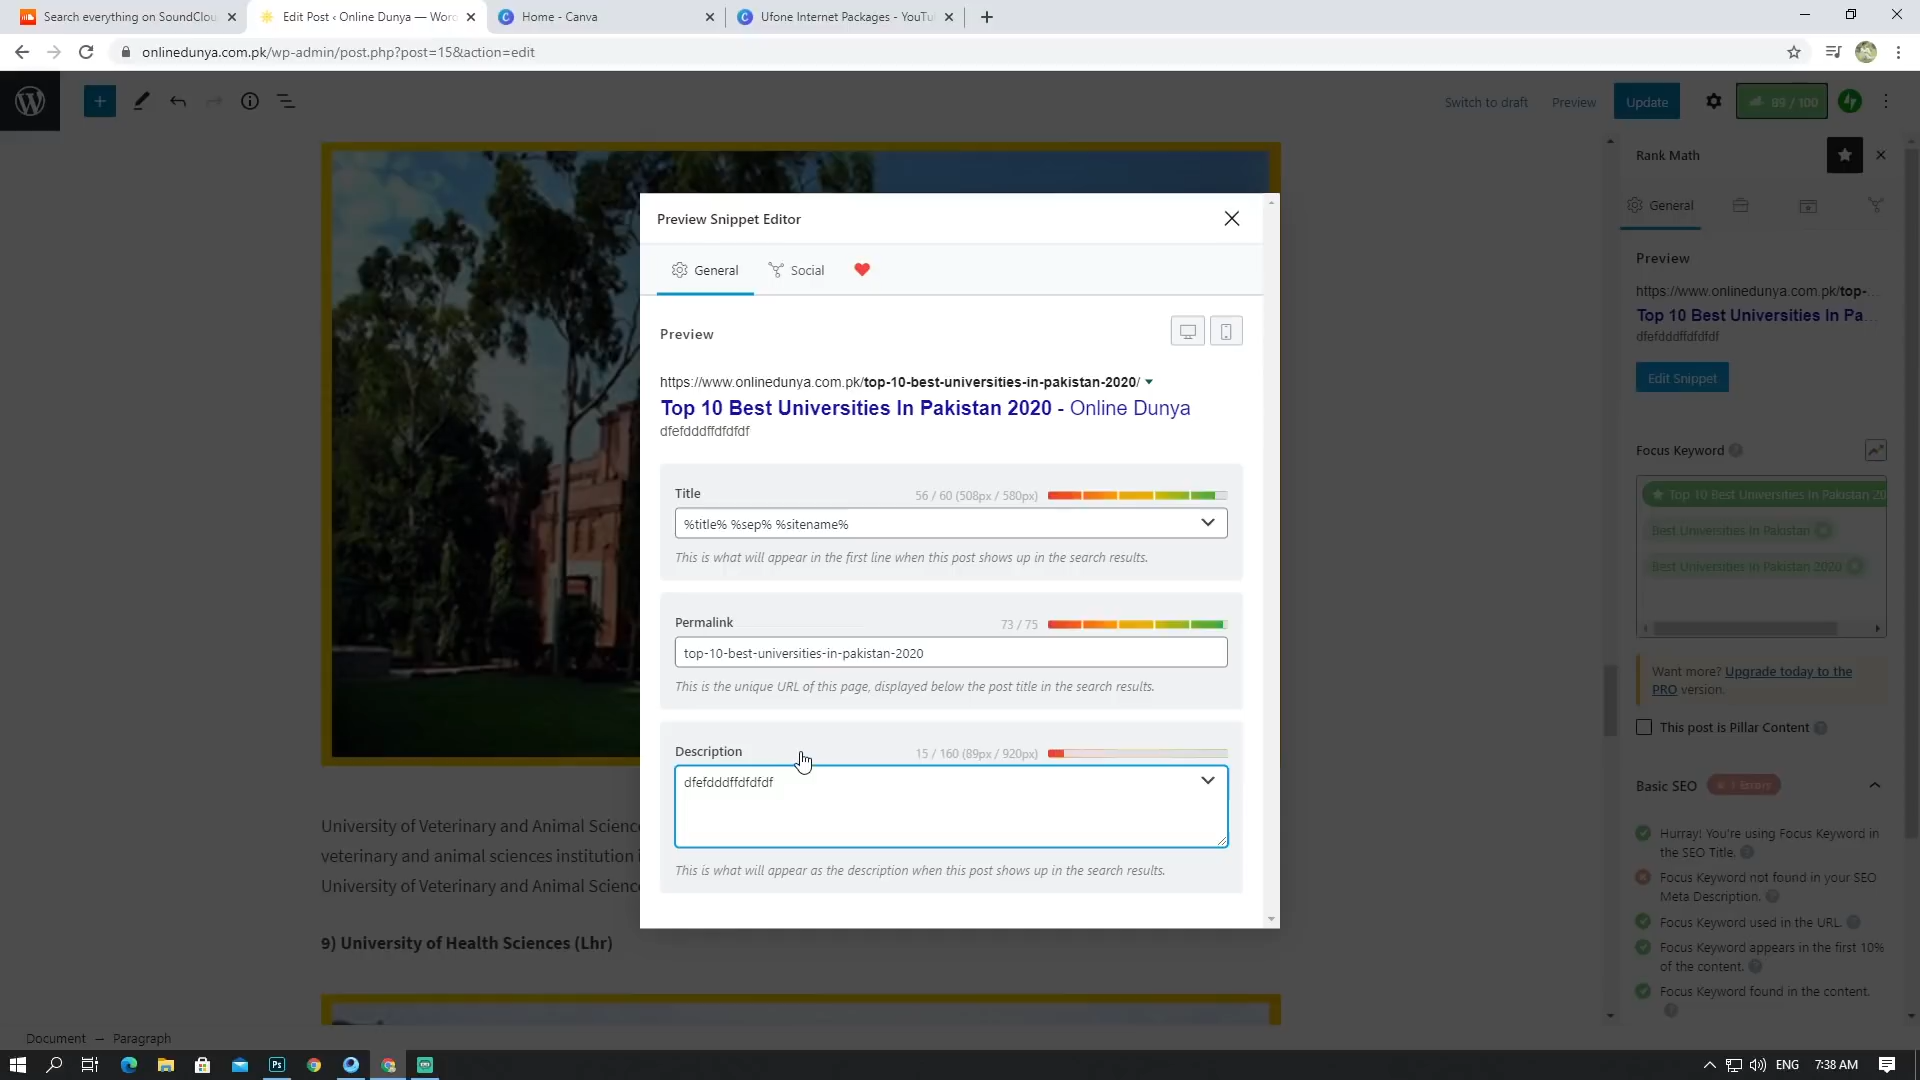 Search everything on SoundClou
Edit Post ‹ Online Dunya — Word
Home - Canva
Ufone Internet Packages - YouTu
onlinedunya.com.pk/wp-admin/post.php?post=15&action=edit
Switch to draft
Preview
Update
89 / 100
Rank Math
General
Preview
https://www.onlinedunya.com.pk/top-...
Top 10 Best Universities In Pa...
dfefdddffdfdfdf
Edit Snippet
Focus Keyword
Top 10 Best Universities In Pakistan 20
Best Universities In Pakistan
Best Universities In Pakistan 2020
Want more? Upgrade today to the
PRO version.
This post is Pillar Content
Basic SEO
1 Errors
Hurray! You're using Focus Keyword in
the SEO Title.
Focus Keyword not found in your SEO
Meta Description.
Focus Keyword used in the URL.
Focus Keyword appears in the first 10%
of the content.
Focus Keyword found in the content.
Preview Snippet Editor
General
Social
Preview
https://www.onlinedunya.com.pk/top-10-best-universities-in-pakistan-2020/
Top 10 Best Universities In Pakistan 2020 - Online Dunya
dfefdddffdfdfdf
Title
56 / 60 (508px / 580px)
%title% %sep% %sitename%
This is what will appear in the first line when this post shows up in the search results.
Permalink
73 / 75
top-10-best-universities-in-pakistan-2020
This is the unique URL of this page, displayed below the post title in the search results.
Description
15 / 160 (89px / 920px)
dfefdddffdfdfdf
This is what will appear as the description when this post shows up in the search results.
University of Veterinary and Animal Science
veterinary and animal sciences institution i
University of Veterinary and Animal Science
9) University of Health Sciences (Lhr)
Document → Paragraph
Ps
ENG
7:38 AM